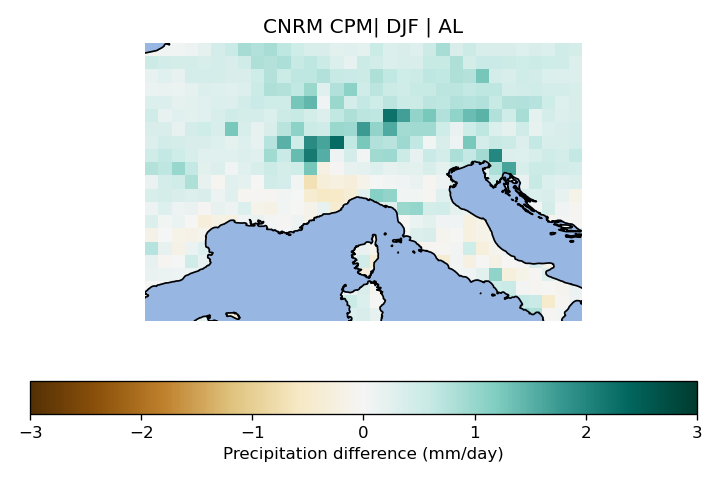 CNRM CPM| DJF | AL
−3 −2 −1 0 1 2 3
Precipitation difference (mm/day)